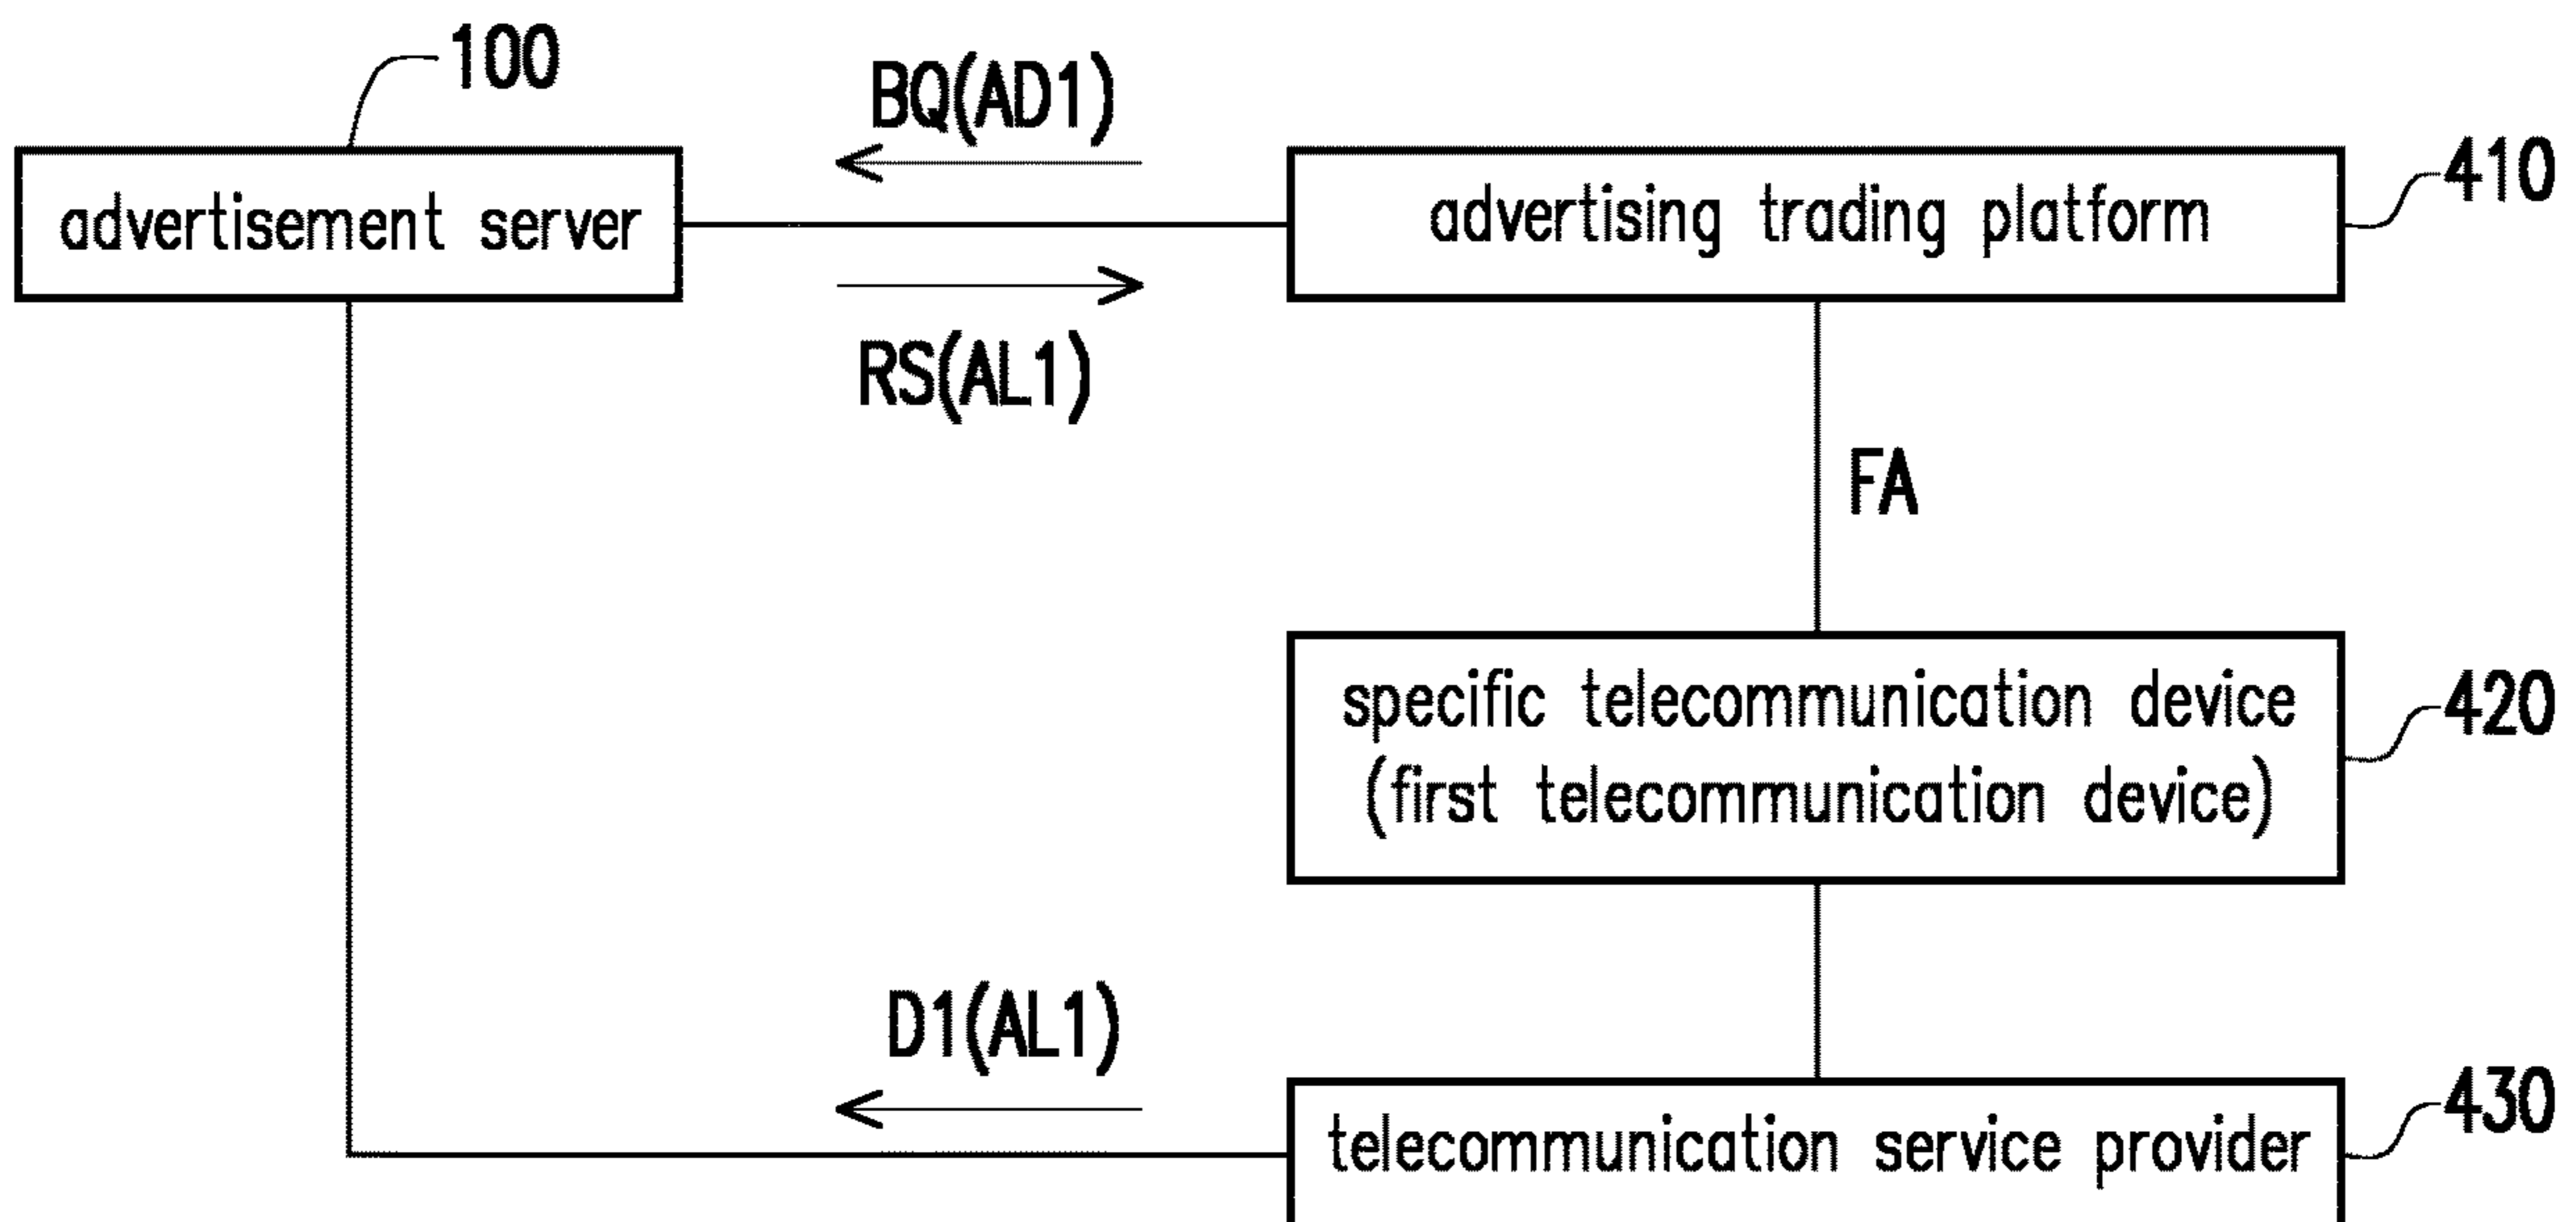 100
BQ(AD1)
advertisement server
advertising trading platform
410
RS(AL1)
FA
specific telecommunication device
(first telecommunication device)
420
D1(AL1)
telecommunication service provider
430